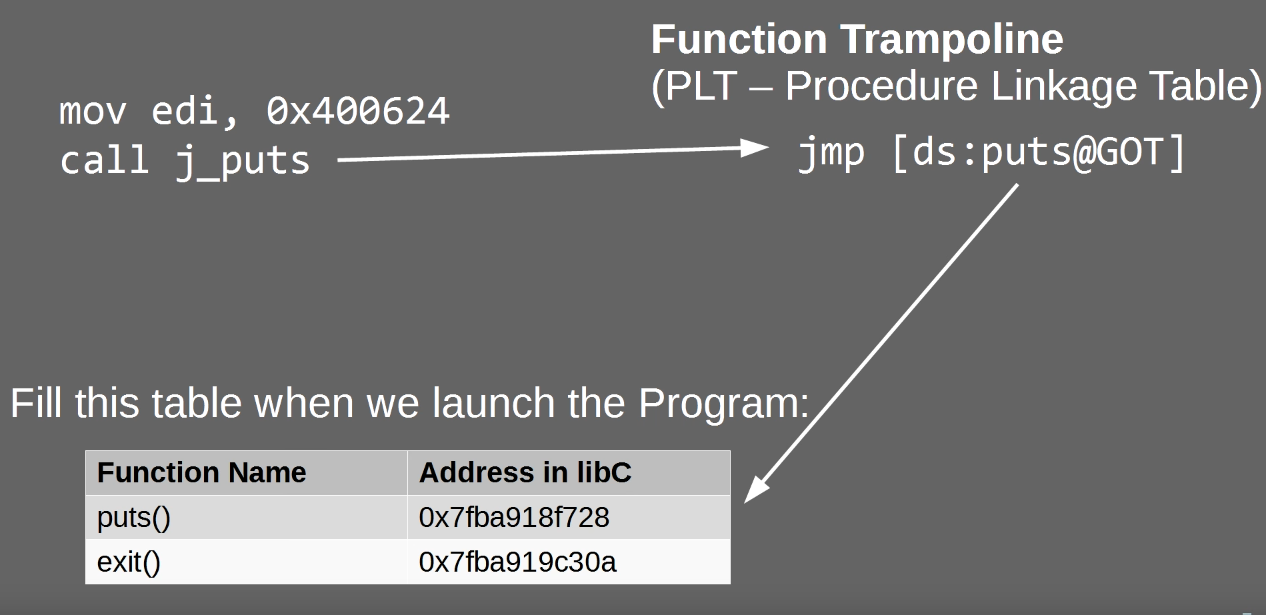 Function Trampoline
(PLT – Procedure Linkage Table)
mov edi, 0x400624
call j_puts
jmp [ds:puts@GOT]
Fill this table when we launch the Program:
Function Name Address in libC
puts() 0x7fba918f728
exit() 0x7fba919c30a